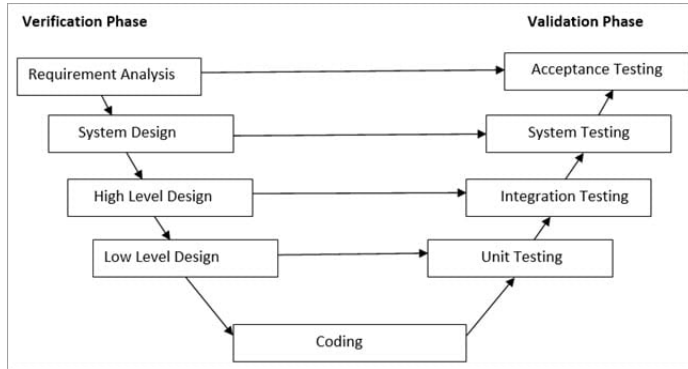 Verification Phase
Validation Phase
Requirement Analysis
Acceptance Testing
System Design
System Testing
High Level Design
Integration Testing
Low Level Design
Unit Testing
Coding